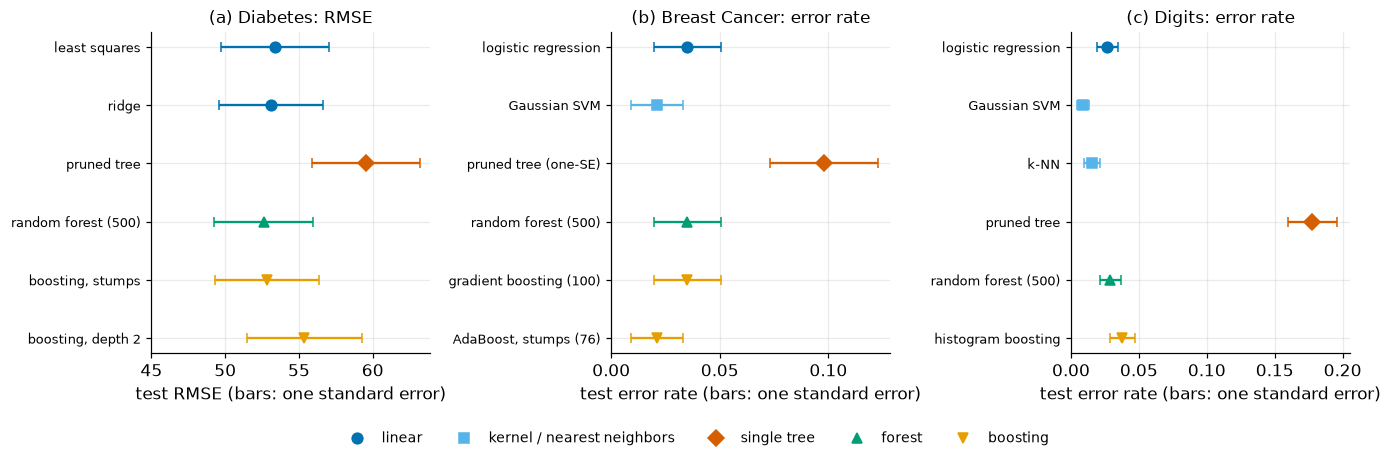 (a) Diabetes: RMSE
least squares
ridge
pruned tree
random forest (500)
boosting, stumps
boosting, depth 2
45 50 55 60
test RMSE (bars: one standard error)
(b) Breast Cancer: error rate
logistic regression
Gaussian SVM
pruned tree (one-SE)
random forest (500)
gradient boosting (100)
AdaBoost, stumps (76)
0.00 0.05 0.10
test error rate (bars: one standard error)
(c) Digits: error rate
logistic regression
Gaussian SVM
k-NN
pruned tree
random forest (500)
histogram boosting
0.00 0.05 0.10 0.15 0.20
test error rate (bars: one standard error)
linear kernel / nearest neighbors single tree forest boosting